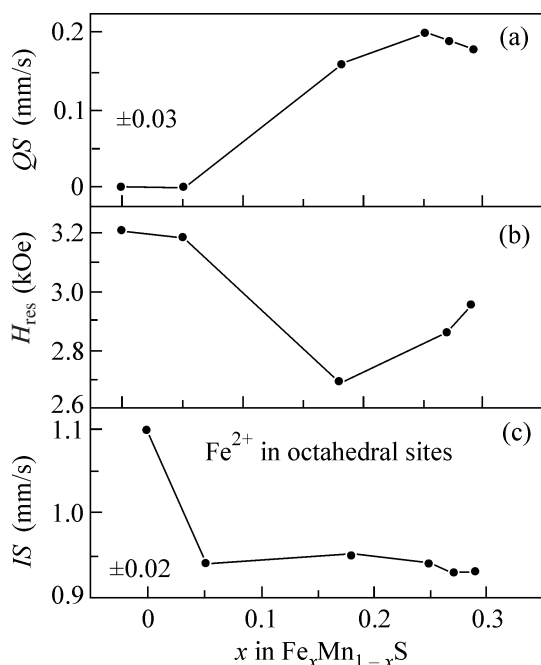 0.2
(a)
QS (mm/s)
0.1
±0.03
0
3.2
(b)
H_res (kOe)
3.0
2.8
2.6
1.1
(c)
Fe²⁺ in octahedral sites
IS (mm/s)
1.0
±0.02
0.9
0 0.1 0.2 0.3
x in FeₓMn₁₋ₓS